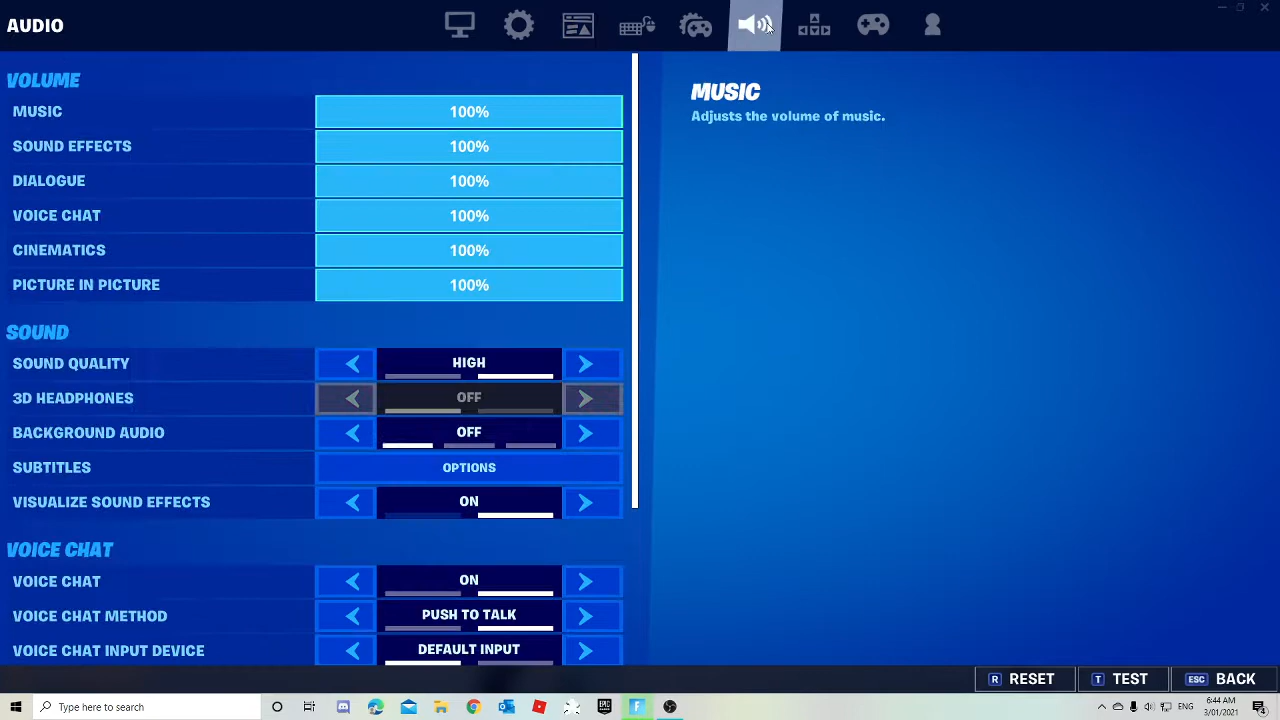 AUDIO
VOLUME
MUSIC 100%
SOUND EFFECTS 100%
DIALOGUE 100%
VOICE CHAT 100%
CINEMATICS 100%
PICTURE IN PICTURE 100%
SOUND
SOUND QUALITY HIGH
3D HEADPHONES OFF
BACKGROUND AUDIO OFF
SUBTITLES OPTIONS
VISUALIZE SOUND EFFECTS ON
VOICE CHAT
VOICE CHAT ON
VOICE CHAT METHOD PUSH TO TALK
VOICE CHAT INPUT DEVICE DEFAULT INPUT
MUSIC
Adjusts the volume of music.
R RESET T TEST ESC BACK
Type here to search
EPIC
F
ENG
6:44 AM
3/01/2021